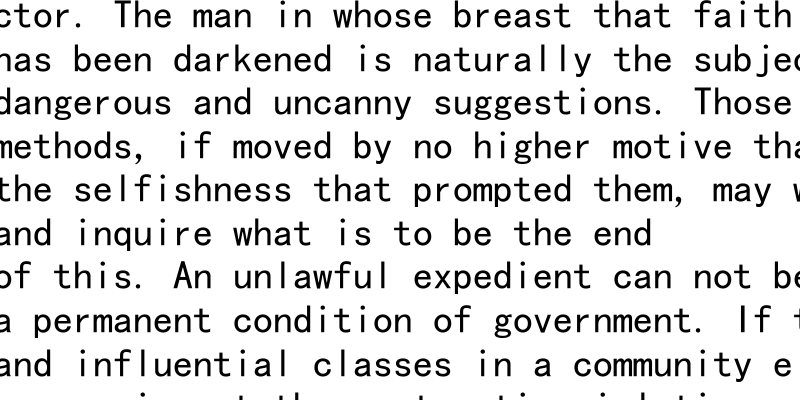 ctor. The man in whose breast that faith
has been darkened is naturally the subjec
dangerous and uncanny suggestions. Those
methods, if moved by no higher motive tha
the selfishness that prompted them, may w
and inquire what is to be the end
of this. An unlawful expedient can not be
a permanent condition of government. If t
and influential classes in a community e